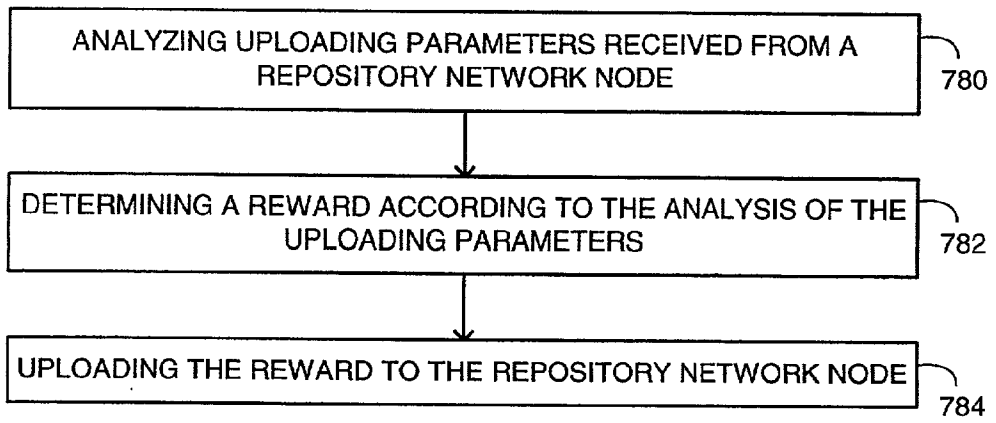 ANALYZING UPLOADING PARAMETERS RECEIVED FROM A
REPOSITORY NETWORK NODE
780
DETERMINING A REWARD ACCORDING TO THE ANALYSIS OF THE
UPLOADING PARAMETERS
782
UPLOADING THE REWARD TO THE REPOSITORY NETWORK NODE
784